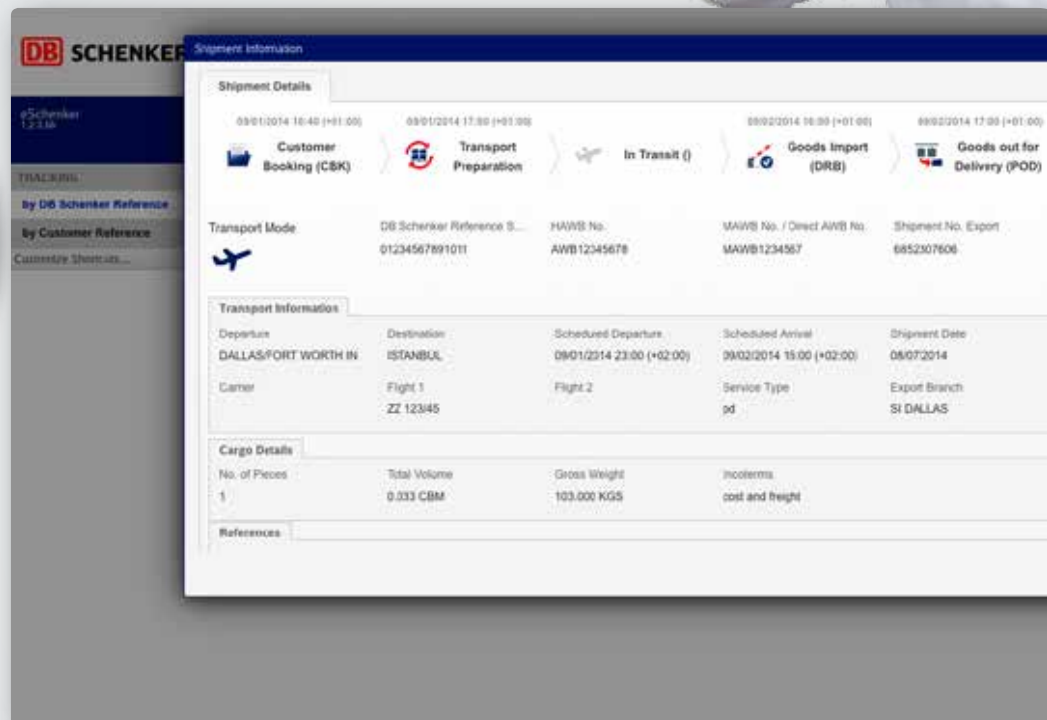 DB SCHENKER
Shipment Information
eSchenker
TRACKING
by DB Schenker Reference
by Customer Reference
Customize Shortcuts...
Shipment Details
09/01/2014 17:00 (+01:00)
09/02/2014 16:00 (+01:00)
09/02/2014 17:00 (+01:00)
Customer Booking (CBK)
Transport Preparation
In Transit ()
Goods Import (DRB)
Goods out for Delivery (POD)
Transport Mode
DB Schenker Reference S...
HAWB No.
MAWB No. / Direct AWB No.
Shipment No. Export
01234567891011
AWB12345678
MAWB1234567
6852307606
Transport Information
Departure
Destination
Scheduled Departure
Scheduled Arrival
Shipment Date
DALLAS/FORT WORTH IN
ISTANBUL
09/01/2014 23:00 (+02:00)
09/02/2014 15:00 (+02:00)
08/07/2014
Carrier
Flight 1
Flight 2
Service Type
Export Branch
ZZ 123/45
pd
SI DALLAS
Cargo Details
No. of Pieces
Total Volume
Gross Weight
Incoterms
1
0.033 CBM
103.000 KGS
cost and freight
References